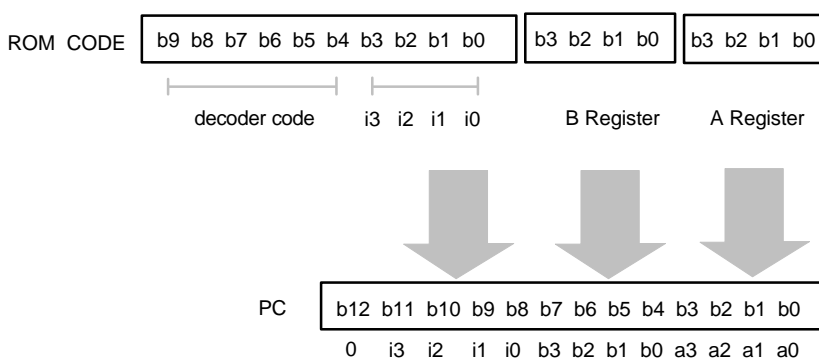 ROM CODE b9 b8 b7 b6 b5 b4 b3 b2 b1 b0 b3 b2 b1 b0 b3 b2 b1 b0
decoder code i3 i2 i1 i0 B Register A Register
PC b12 b11 b10 b9 b8 b7 b6 b5 b4 b3 b2 b1 b0
0 i3 i2 i1 i0 b3 b2 b1 b0 a3 a2 a1 a0